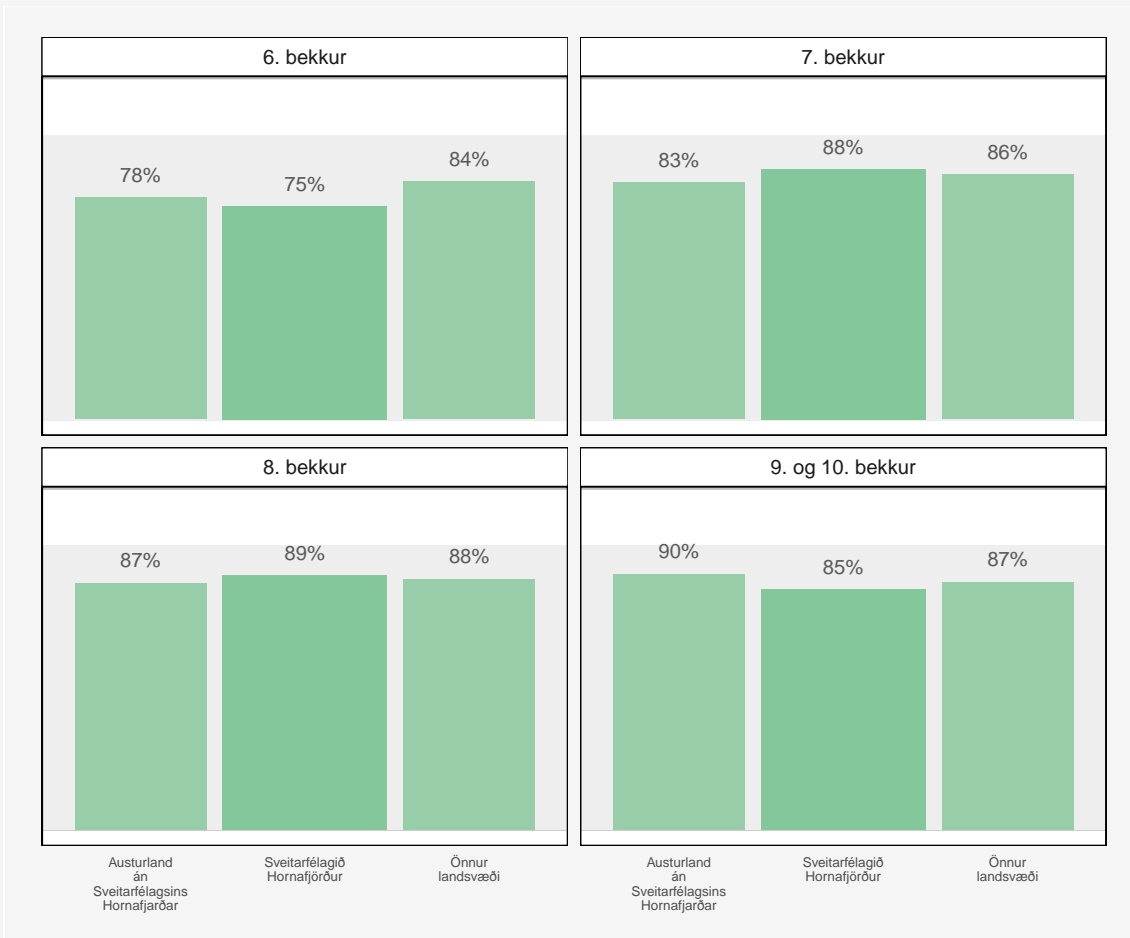 6. bekkur
78%
75%
84%
7. bekkur
83%
88%
86%
8. bekkur
87%
89%
88%
9. og 10. bekkur
90%
85%
87%
Austurland
án
Sveitarfélagsins
Hornafjarðar
Sveitarfélagið
Hornafjörður
Önnur
landsvæði
Austurland
án
Sveitarfélagsins
Hornafjarðar
Sveitarfélagið
Hornafjörður
Önnur
landsvæði